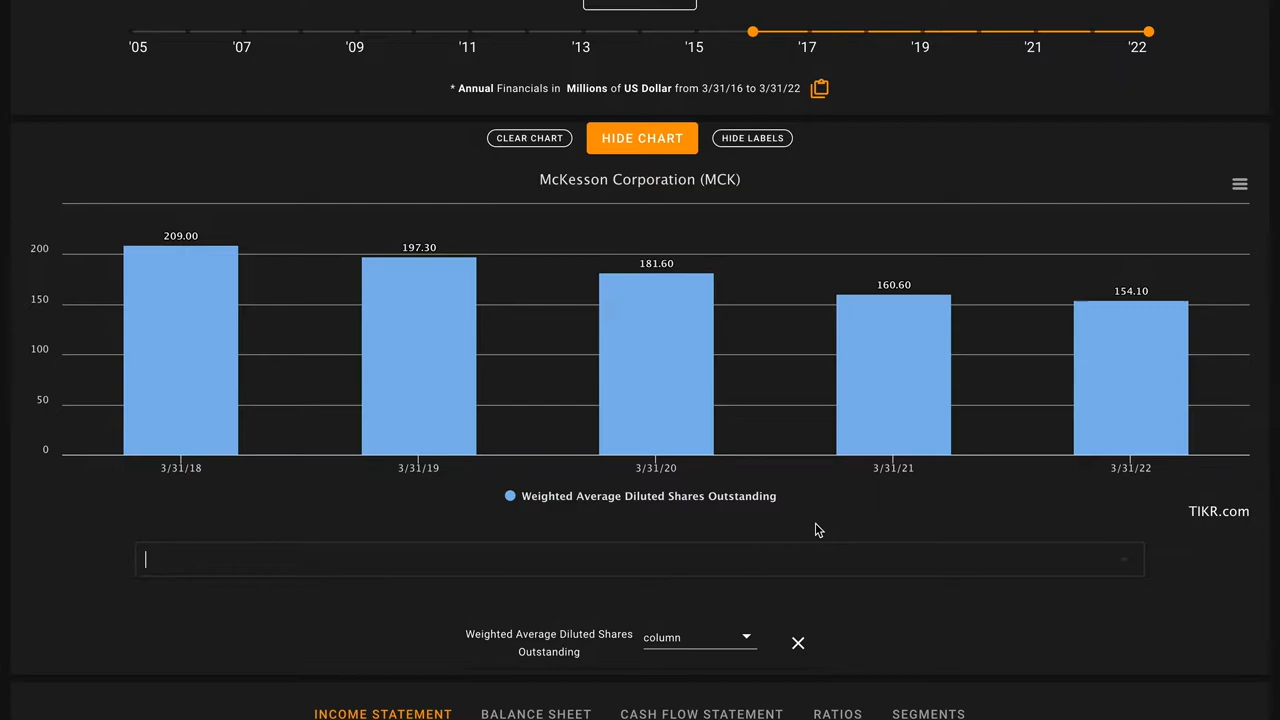 '05 '07 '09 '11 '13 '15 '17 '19 '21 '22
* Annual Financials in Millions of US Dollar from 3/31/16 to 3/31/22
CLEAR CHART HIDE CHART HIDE LABELS
McKesson Corporation (MCK)
209.00
197.30
181.60
160.60
154.10
200
150
100
50
0
3/31/18 3/31/19 3/31/20 3/31/21 3/31/22
Weighted Average Diluted Shares Outstanding
TIKR.com
Weighted Average Diluted Shares
Outstanding
column
INCOME STATEMENT BALANCE SHEET CASH FLOW STATEMENT RATIOS SEGMENTS